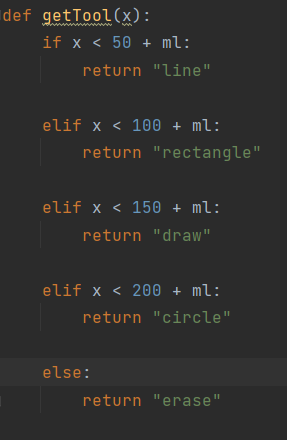 def getTool(x):
    if x < 50 + ml:
        return "line"

    elif x < 100 + ml:
        return "rectangle"

    elif x < 150 + ml:
        return "draw"

    elif x < 200 + ml:
        return "circle"

    else:
        return "erase"